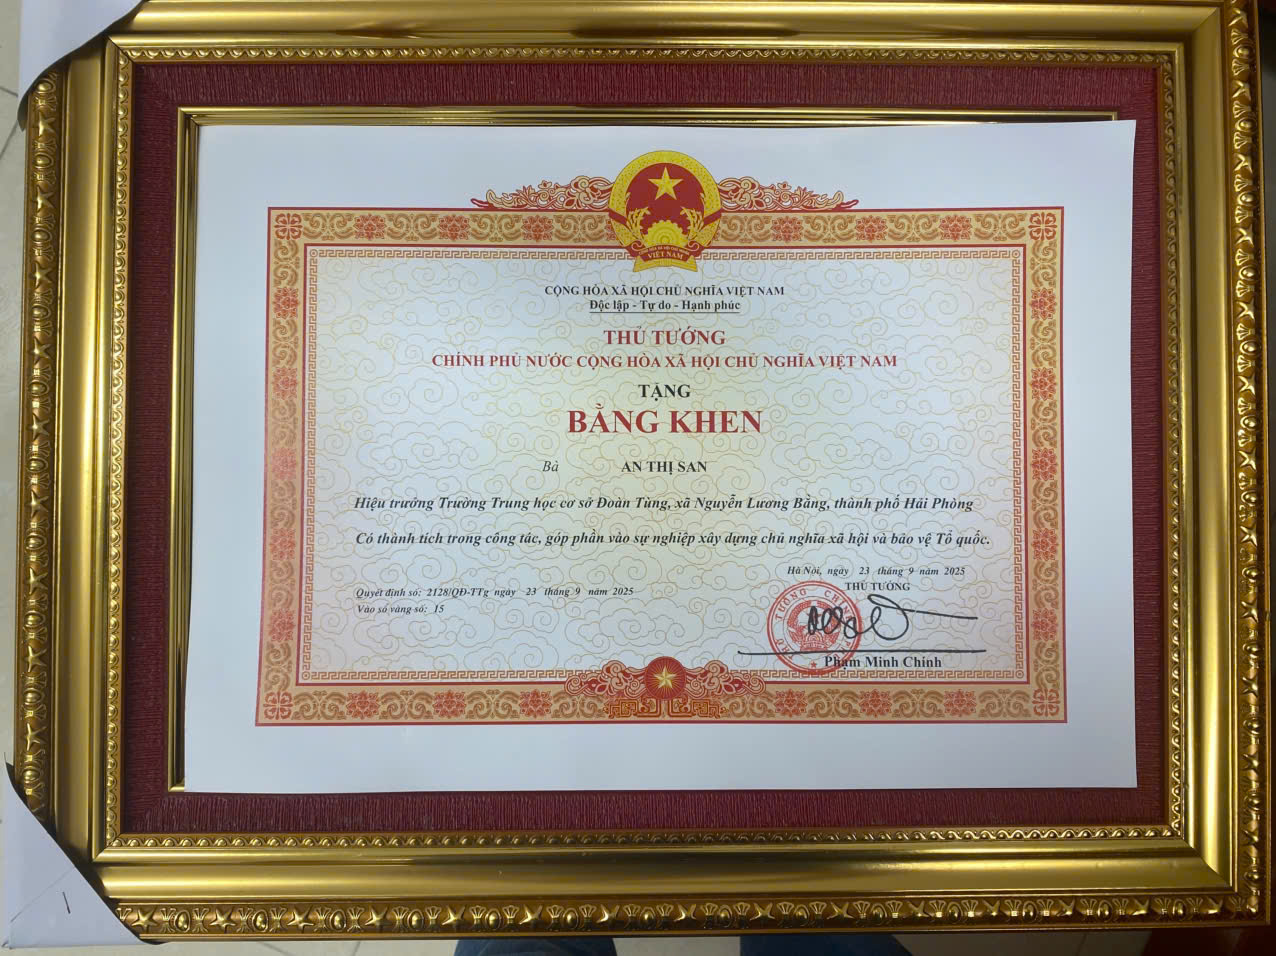 VIỆT NAM
CỘNG HÒA XÃ HỘI CHỦ NGHĨA VIỆT NAM
Độc lập - Tự do - Hạnh phúc
THỦ TƯỚNG
CHÍNH PHỦ NƯỚC CỘNG HÒA XÃ HỘI CHỦ NGHĨA VIỆT NAM
TẶNG
BẰNG KHEN
Bà AN THỊ SAN
Hiệu trưởng Trường Trung học cơ sở Đoàn Tùng, xã Nguyễn Lương Bằng, thành phố Hải Phòng
Có thành tích trong công tác, góp phần vào sự nghiệp xây dựng chủ nghĩa xã hội và bảo vệ Tổ quốc.
Hà Nội, ngày 23 tháng 9 năm 2025
THỦ TƯỚNG
Quyết định số: 2128/QĐ-TTg ngày 23 tháng 9 năm 2025
Vào sổ vàng số: 15
Phạm Minh Chính